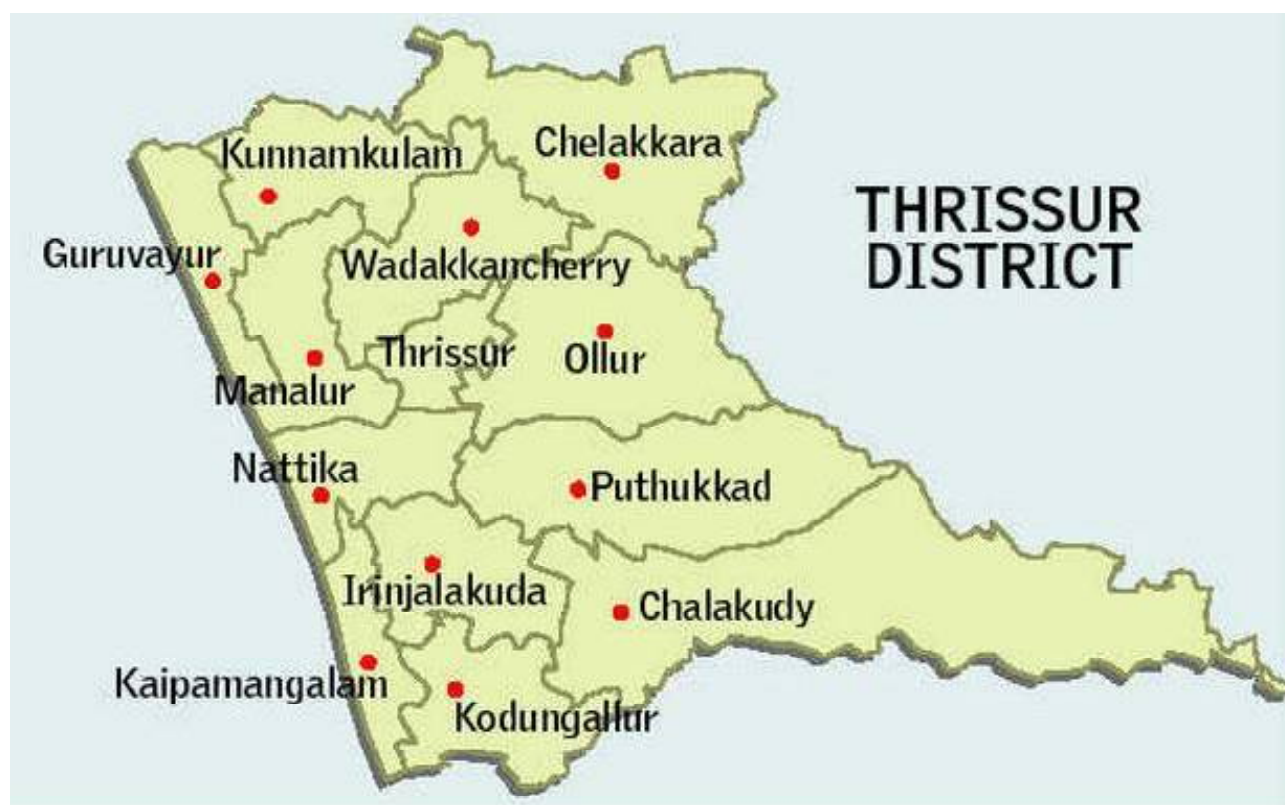 Kunnamkulam
Chelakkara
THRISSUR
DISTRICT
Guruvayur
Wadakkancherry
Thrissur
Ollur
Manalur
Nattika
Puthukkad
Irinjalakuda
Chalakudy
Kaipamangalam
Kodungallur